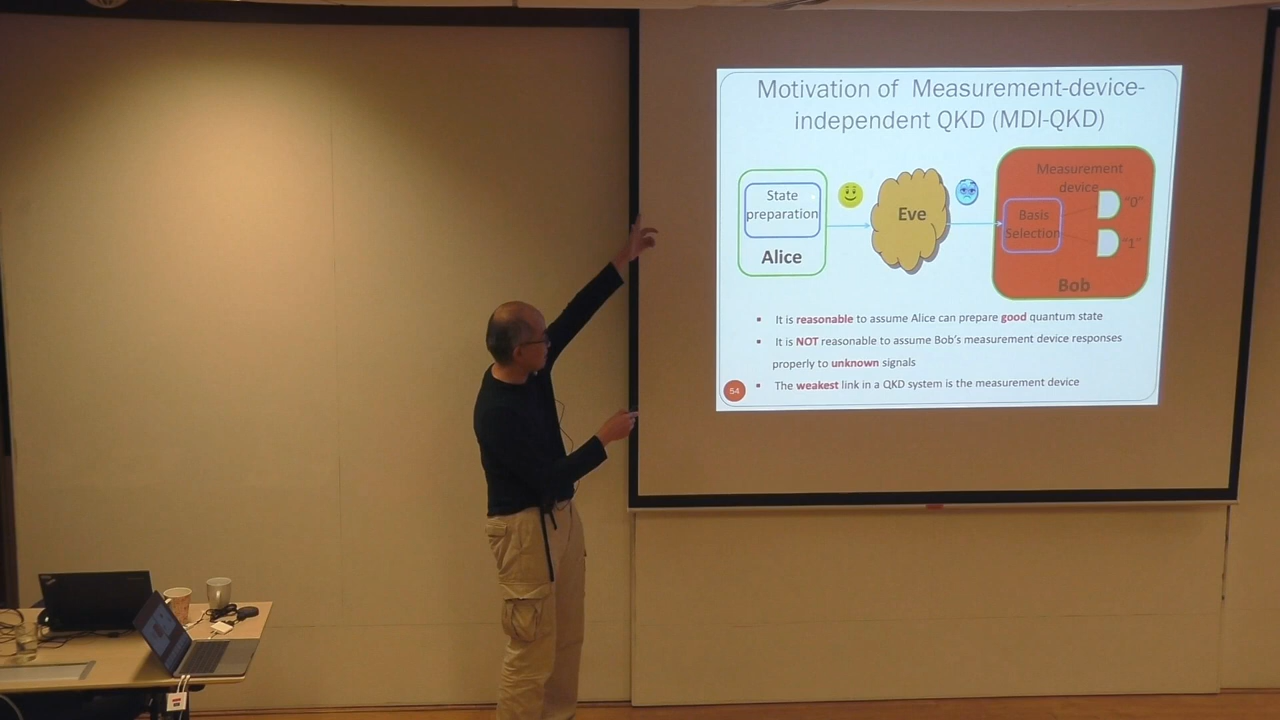 Motivation of Measurement-device-
independent QKD (MDI-QKD)
State
preparation
Alice
Eve
Measurement
device
Basis
Selection
"0"
"1"
Bob
▪ It is reasonable to assume Alice can prepare good quantum state
▪ It is NOT reasonable to assume Bob's measurement device responses
properly to unknown signals
▪ The weakest link in a QKD system is the measurement device
54